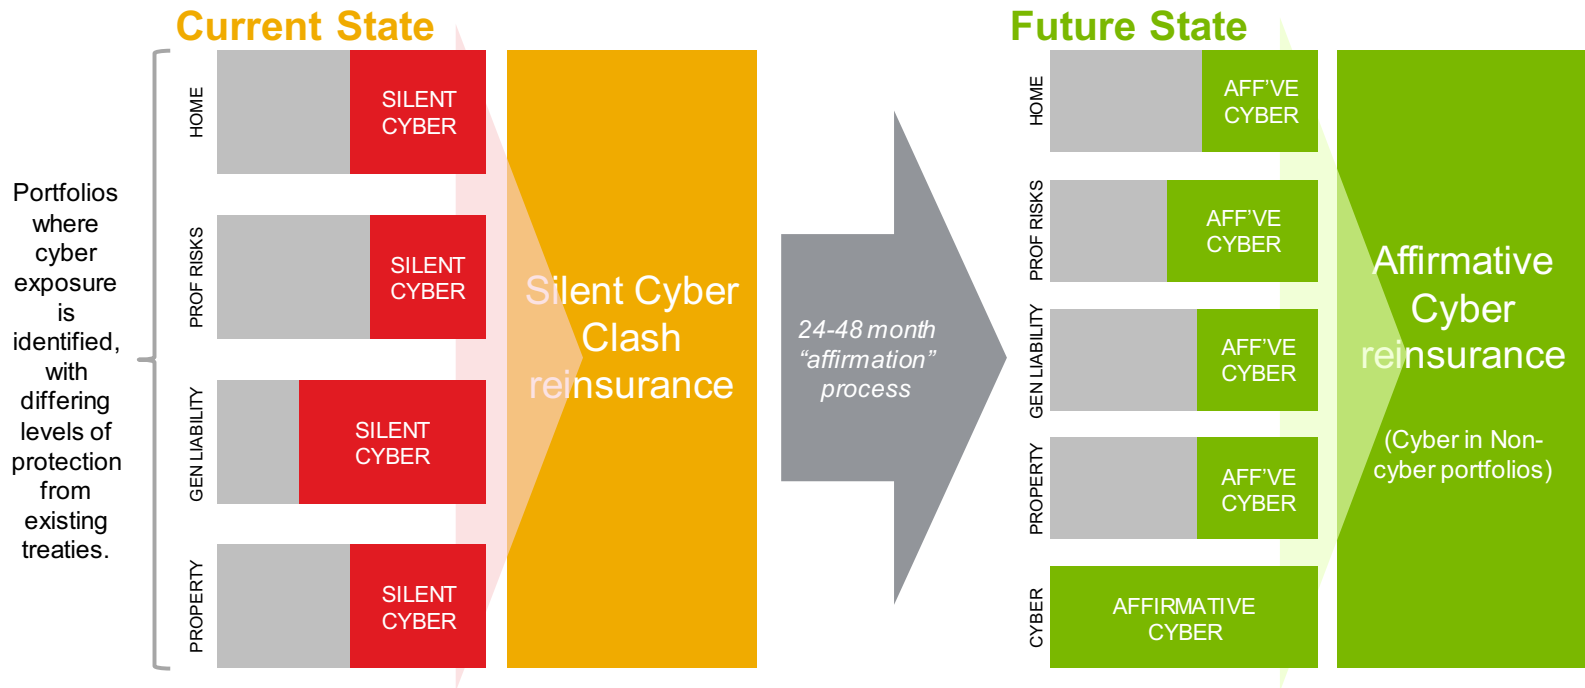 Current State
Future State
Portfolios
where
cyber
exposure
is
identified,
with
differing
levels of
protection
from
existing
treaties.
HOME
SILENT
CYBER
PROF RISKS
SILENT
CYBER
GEN LIABILITY
SILENT
CYBER
PROPERTY
SILENT
CYBER
Silent Cyber
Clash
reinsurance
24-48 month
“affirmation”
process
HOME
AFF’VE
CYBER
PROF RISKS
AFF’VE
CYBER
GEN LIABILITY
AFF’VE
CYBER
PROPERTY
AFF’VE
CYBER
CYBER
AFFIRMATIVE
CYBER
Affirmative
Cyber
reinsurance
(Cyber in Non-
cyber portfolios)